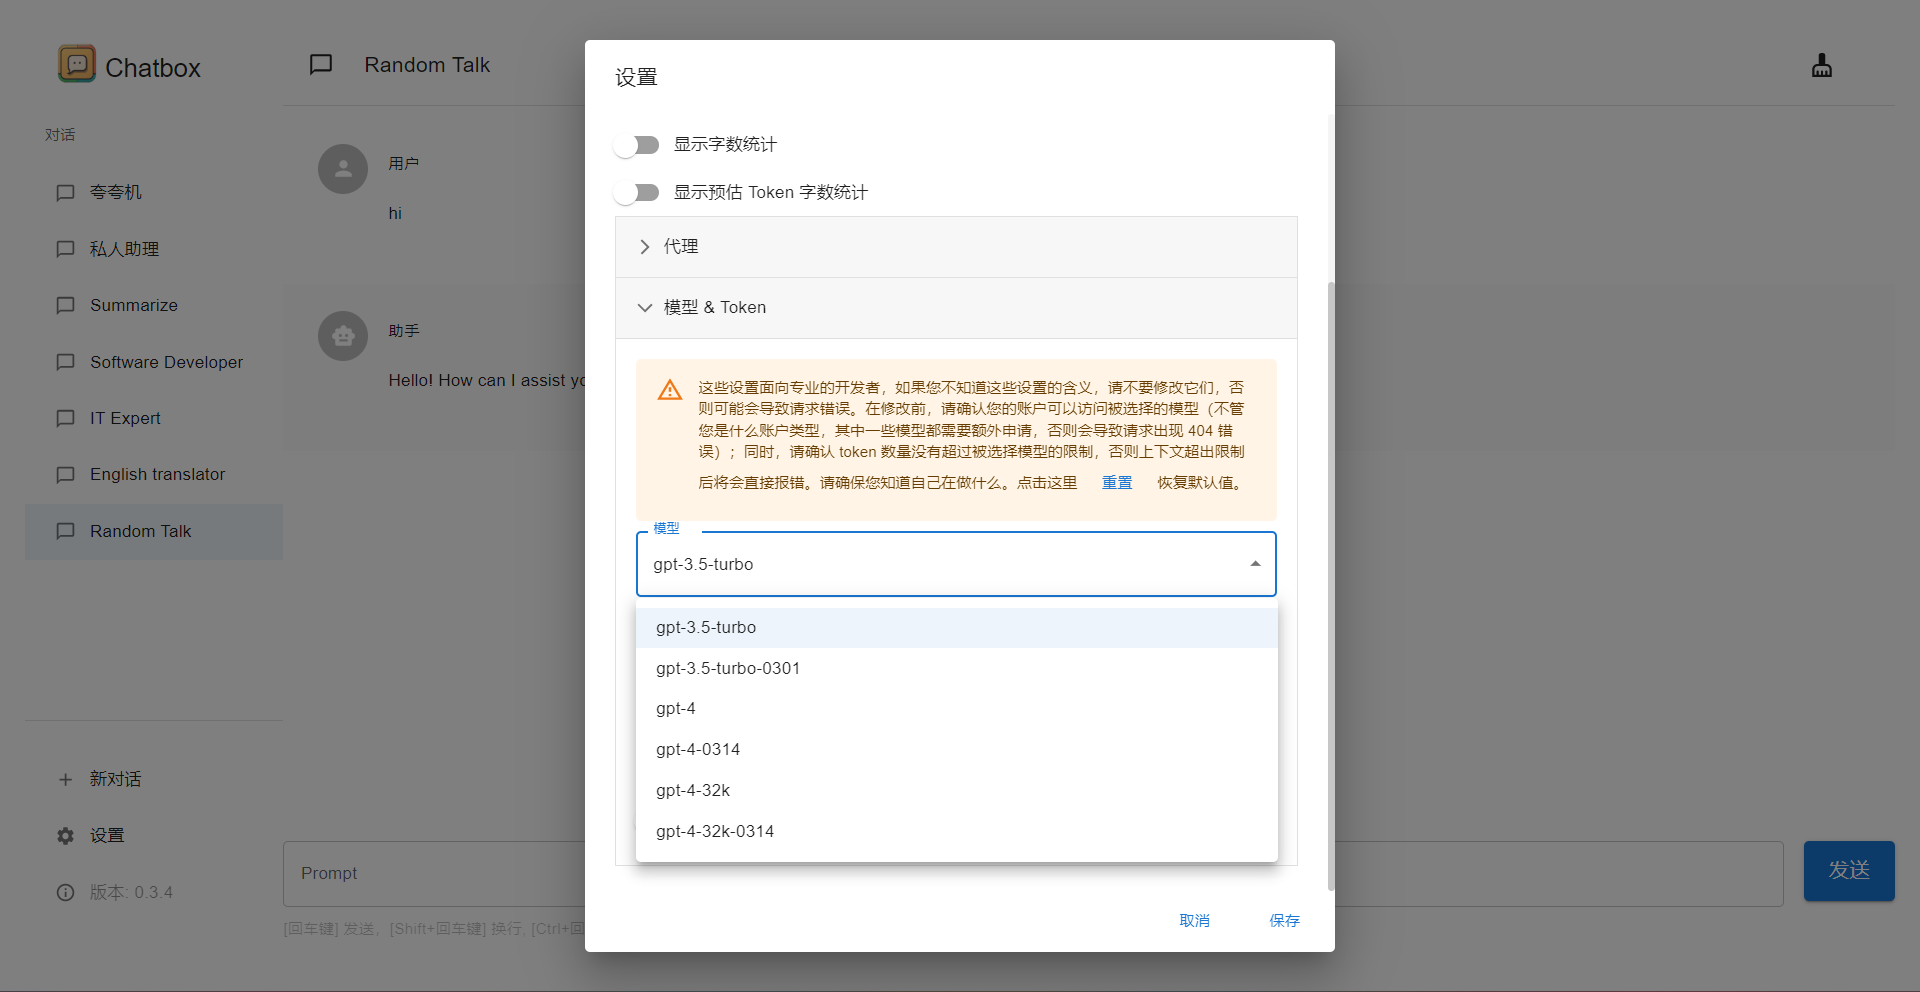 Chatbox
对话
夸夸机
私人助理
Summarize
Software Developer
IT Expert
English translator
Random Talk
新对话
设置
版本: 0.3.4
Random Talk
用户
hi
助手
Hello! How can I assist yo
Prompt
发送
[回车键] 发送，[Shift+回车键] 换行, [Ctrl+回
设置
显示字数统计
显示预估 Token 字数统计
代理
模型 & Token
这些设置面向专业的开发者，如果您不知道这些设置的含义，请不要修改它们，否
则可能会导致请求错误。在修改前，请确认您的账户可以访问被选择的模型（不管
您是什么账户类型，其中一些模型都需要额外申请，否则会导致请求出现 404 错
误）；同时，请确认 token 数量没有超过被选择模型的限制，否则上下文超出限制
后将会直接报错。请确保您知道自己在做什么。点击这里 重置 恢复默认值。
模型
gpt-3.5-turbo
gpt-3.5-turbo
gpt-3.5-turbo-0301
gpt-4
gpt-4-0314
gpt-4-32k
gpt-4-32k-0314
取消 保存